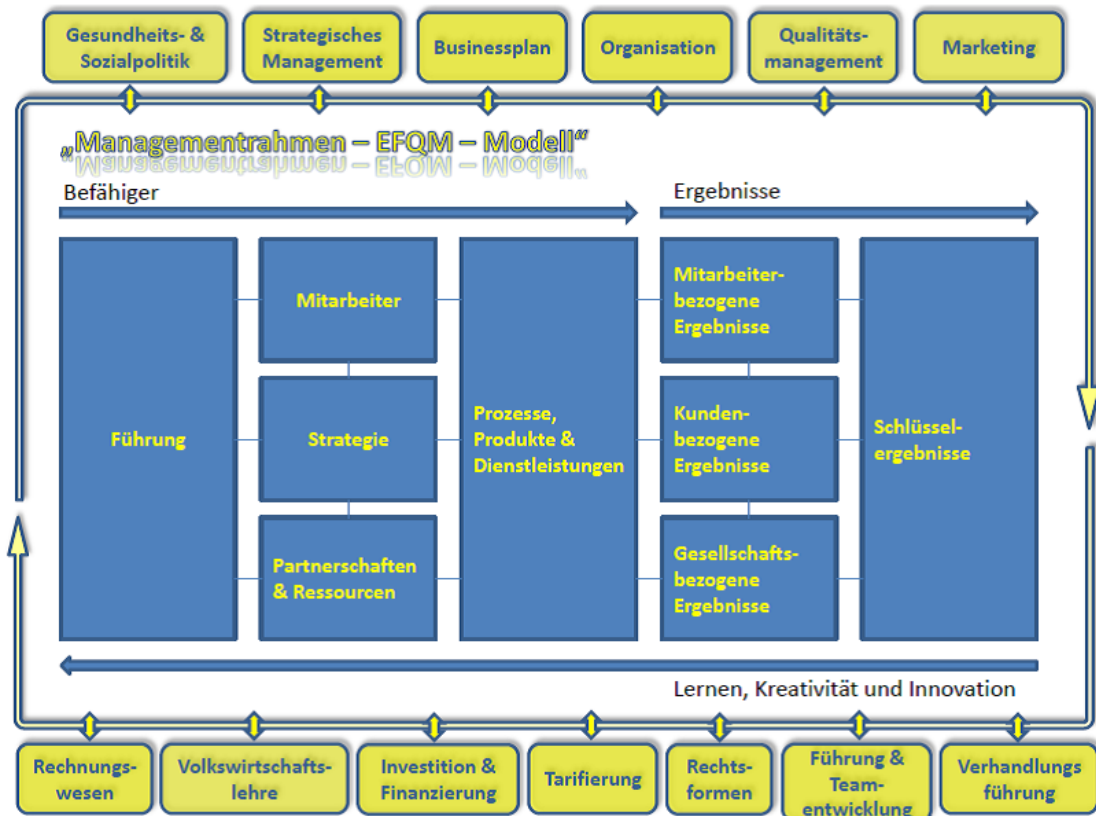 Gesundheits- &
Sozialpolitik
Strategisches
Management
Businessplan
Organisation
Qualitäts-
management
Marketing
„Managementrahmen – EFQM – Modell“
Befähiger
Ergebnisse
Führung
Mitarbeiter
Strategie
Partnerschaften
& Ressourcen
Prozesse,
Produkte &
Dienstleistungen
Mitarbeiter-
bezogene
Ergebnisse
Kunden-
bezogene
Ergebnisse
Gesellschafts-
bezogene
Ergebnisse
Schlüssel-
ergebnisse
Lernen, Kreativität und Innovation
Rechnungs-
wesen
Volkswirtschafts-
lehre
Investition &
Finanzierung
Tarifierung
Rechts-
formen
Führung &
Team-
entwicklung
Verhandlungs
führung